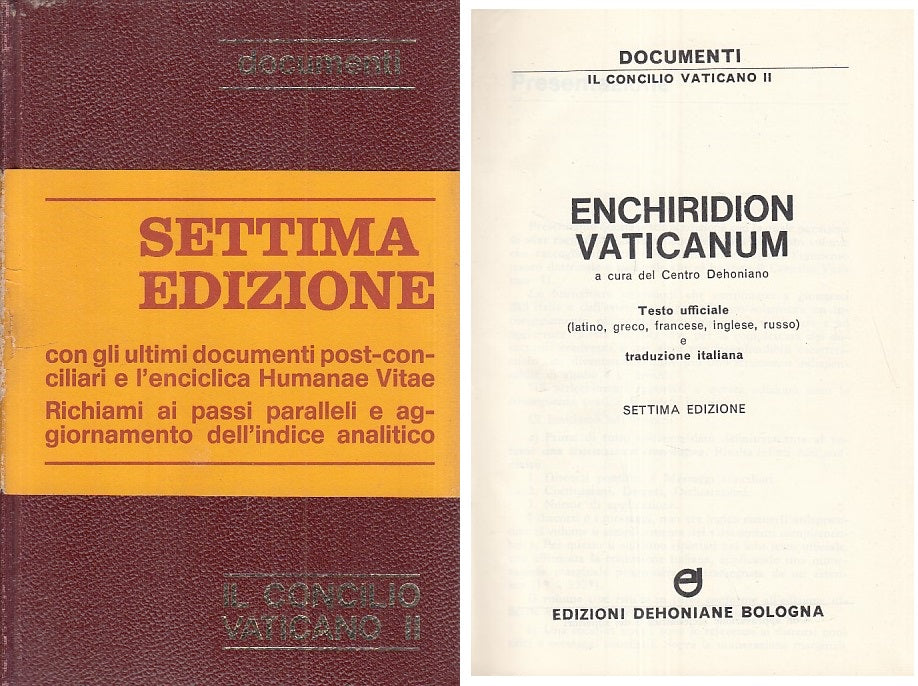 documenti
SETTIMA
EDIZIONE
con gli ultimi documenti post-con-
ciliari e l'enciclica Humanae Vitae
Richiami ai passi paralleli e ag-
giornamento dell'indice analitico
IL CONCILIO
VATICANO II
DOCUMENTI
IL CONCILIO VATICANO II
Presentazione
ENCHIRIDION
VATICANUM
a cura del Centro Dehoniano
Testo ufficiale
(latino, greco, francese, inglese, russo)
e
traduzione italiana
SETTIMA EDIZIONE
EDIZIONI DEHONIANE BOLOGNA